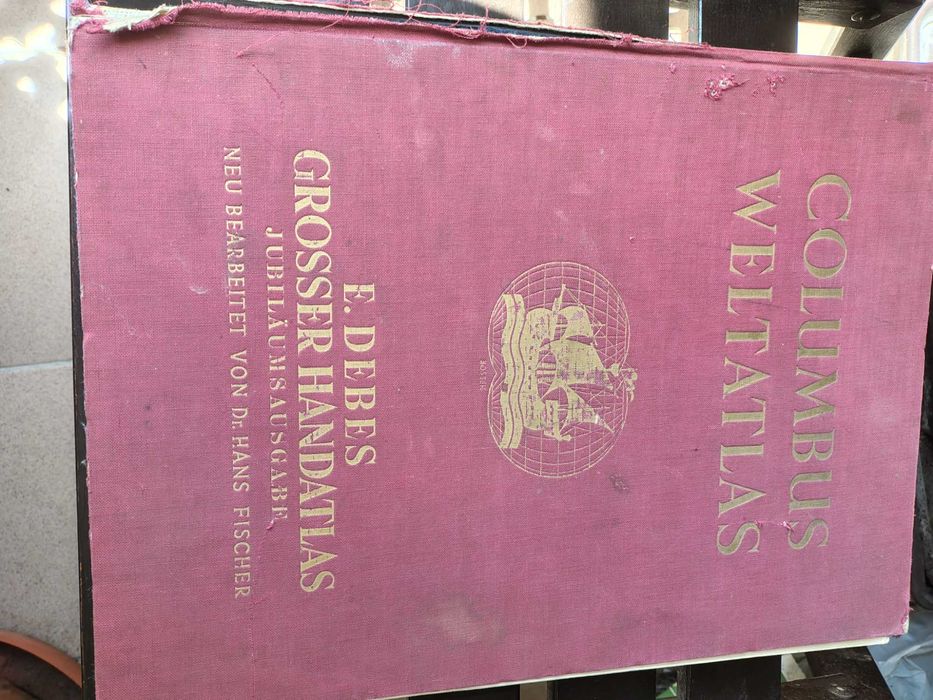 COLUMBUS
WELTATLAS
E. DEBES
GROSSER HANDATLAS
JUBILÄUMSAUSGABE
NEU BEARBEITET VON Dr. HANS FISCHER